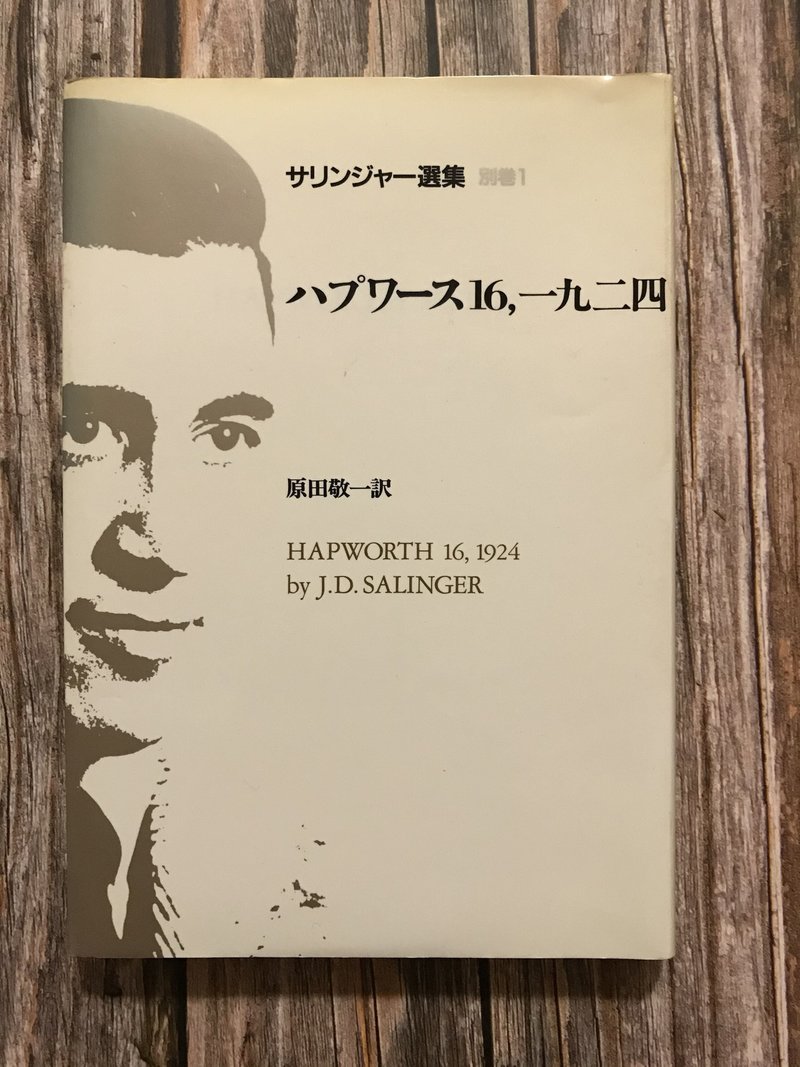 サリンジャー選集 別巻1
ハプワース16,一九二四
原田敬一訳
HAPWORTH 16, 1924
by J.D. SALINGER